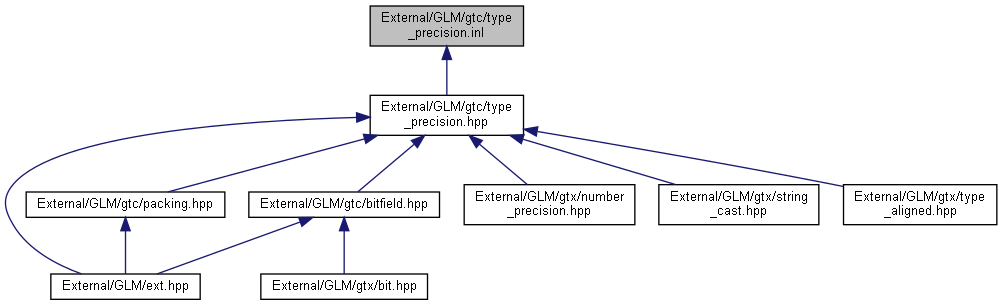 External/GLM/gtc/type
_precision.inl
External/GLM/gtc/type
_precision.hpp
External/GLM/gtc/packing.hpp
External/GLM/gtc/bitfield.hpp
External/GLM/gtx/number
_precision.hpp
External/GLM/gtx/string
_cast.hpp
External/GLM/gtx/type
_aligned.hpp
External/GLM/ext.hpp
External/GLM/gtx/bit.hpp